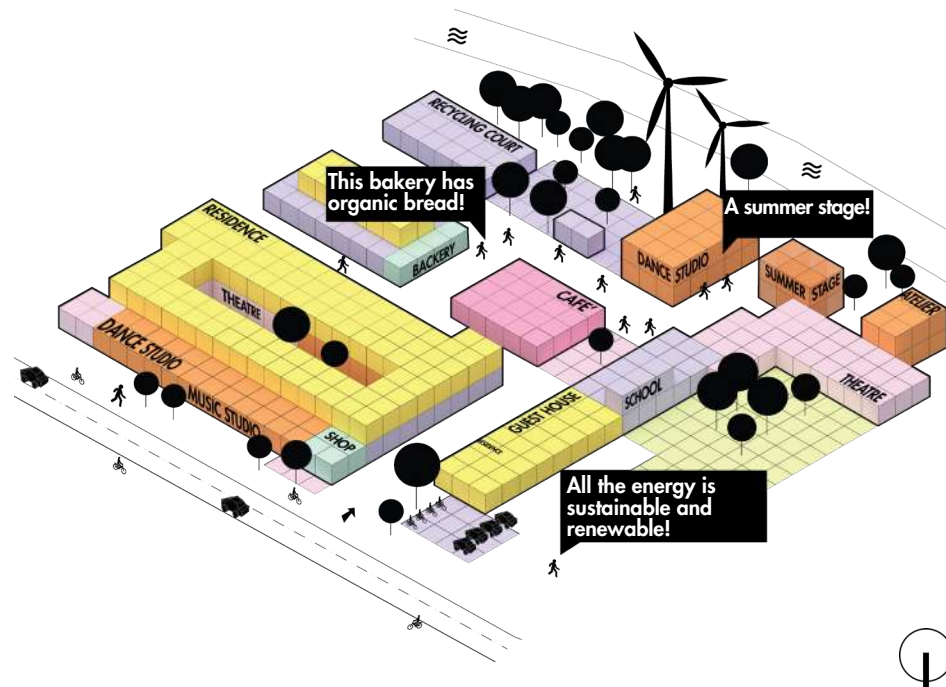 RECYCLING COURT
This bakery has
organic bread!
A summer stage!
RESIDENCE
BACKERY
DANCE STUDIO
SUMMER STAGE
ATELIER
THEATRE
CAFE'
DANCE STUDIO
MUSIC STUDIO
SHOP
SCHOOL
THEATRE
GUEST HOUSE
RESIDENCE
All the energy is
sustainable and
renewable!